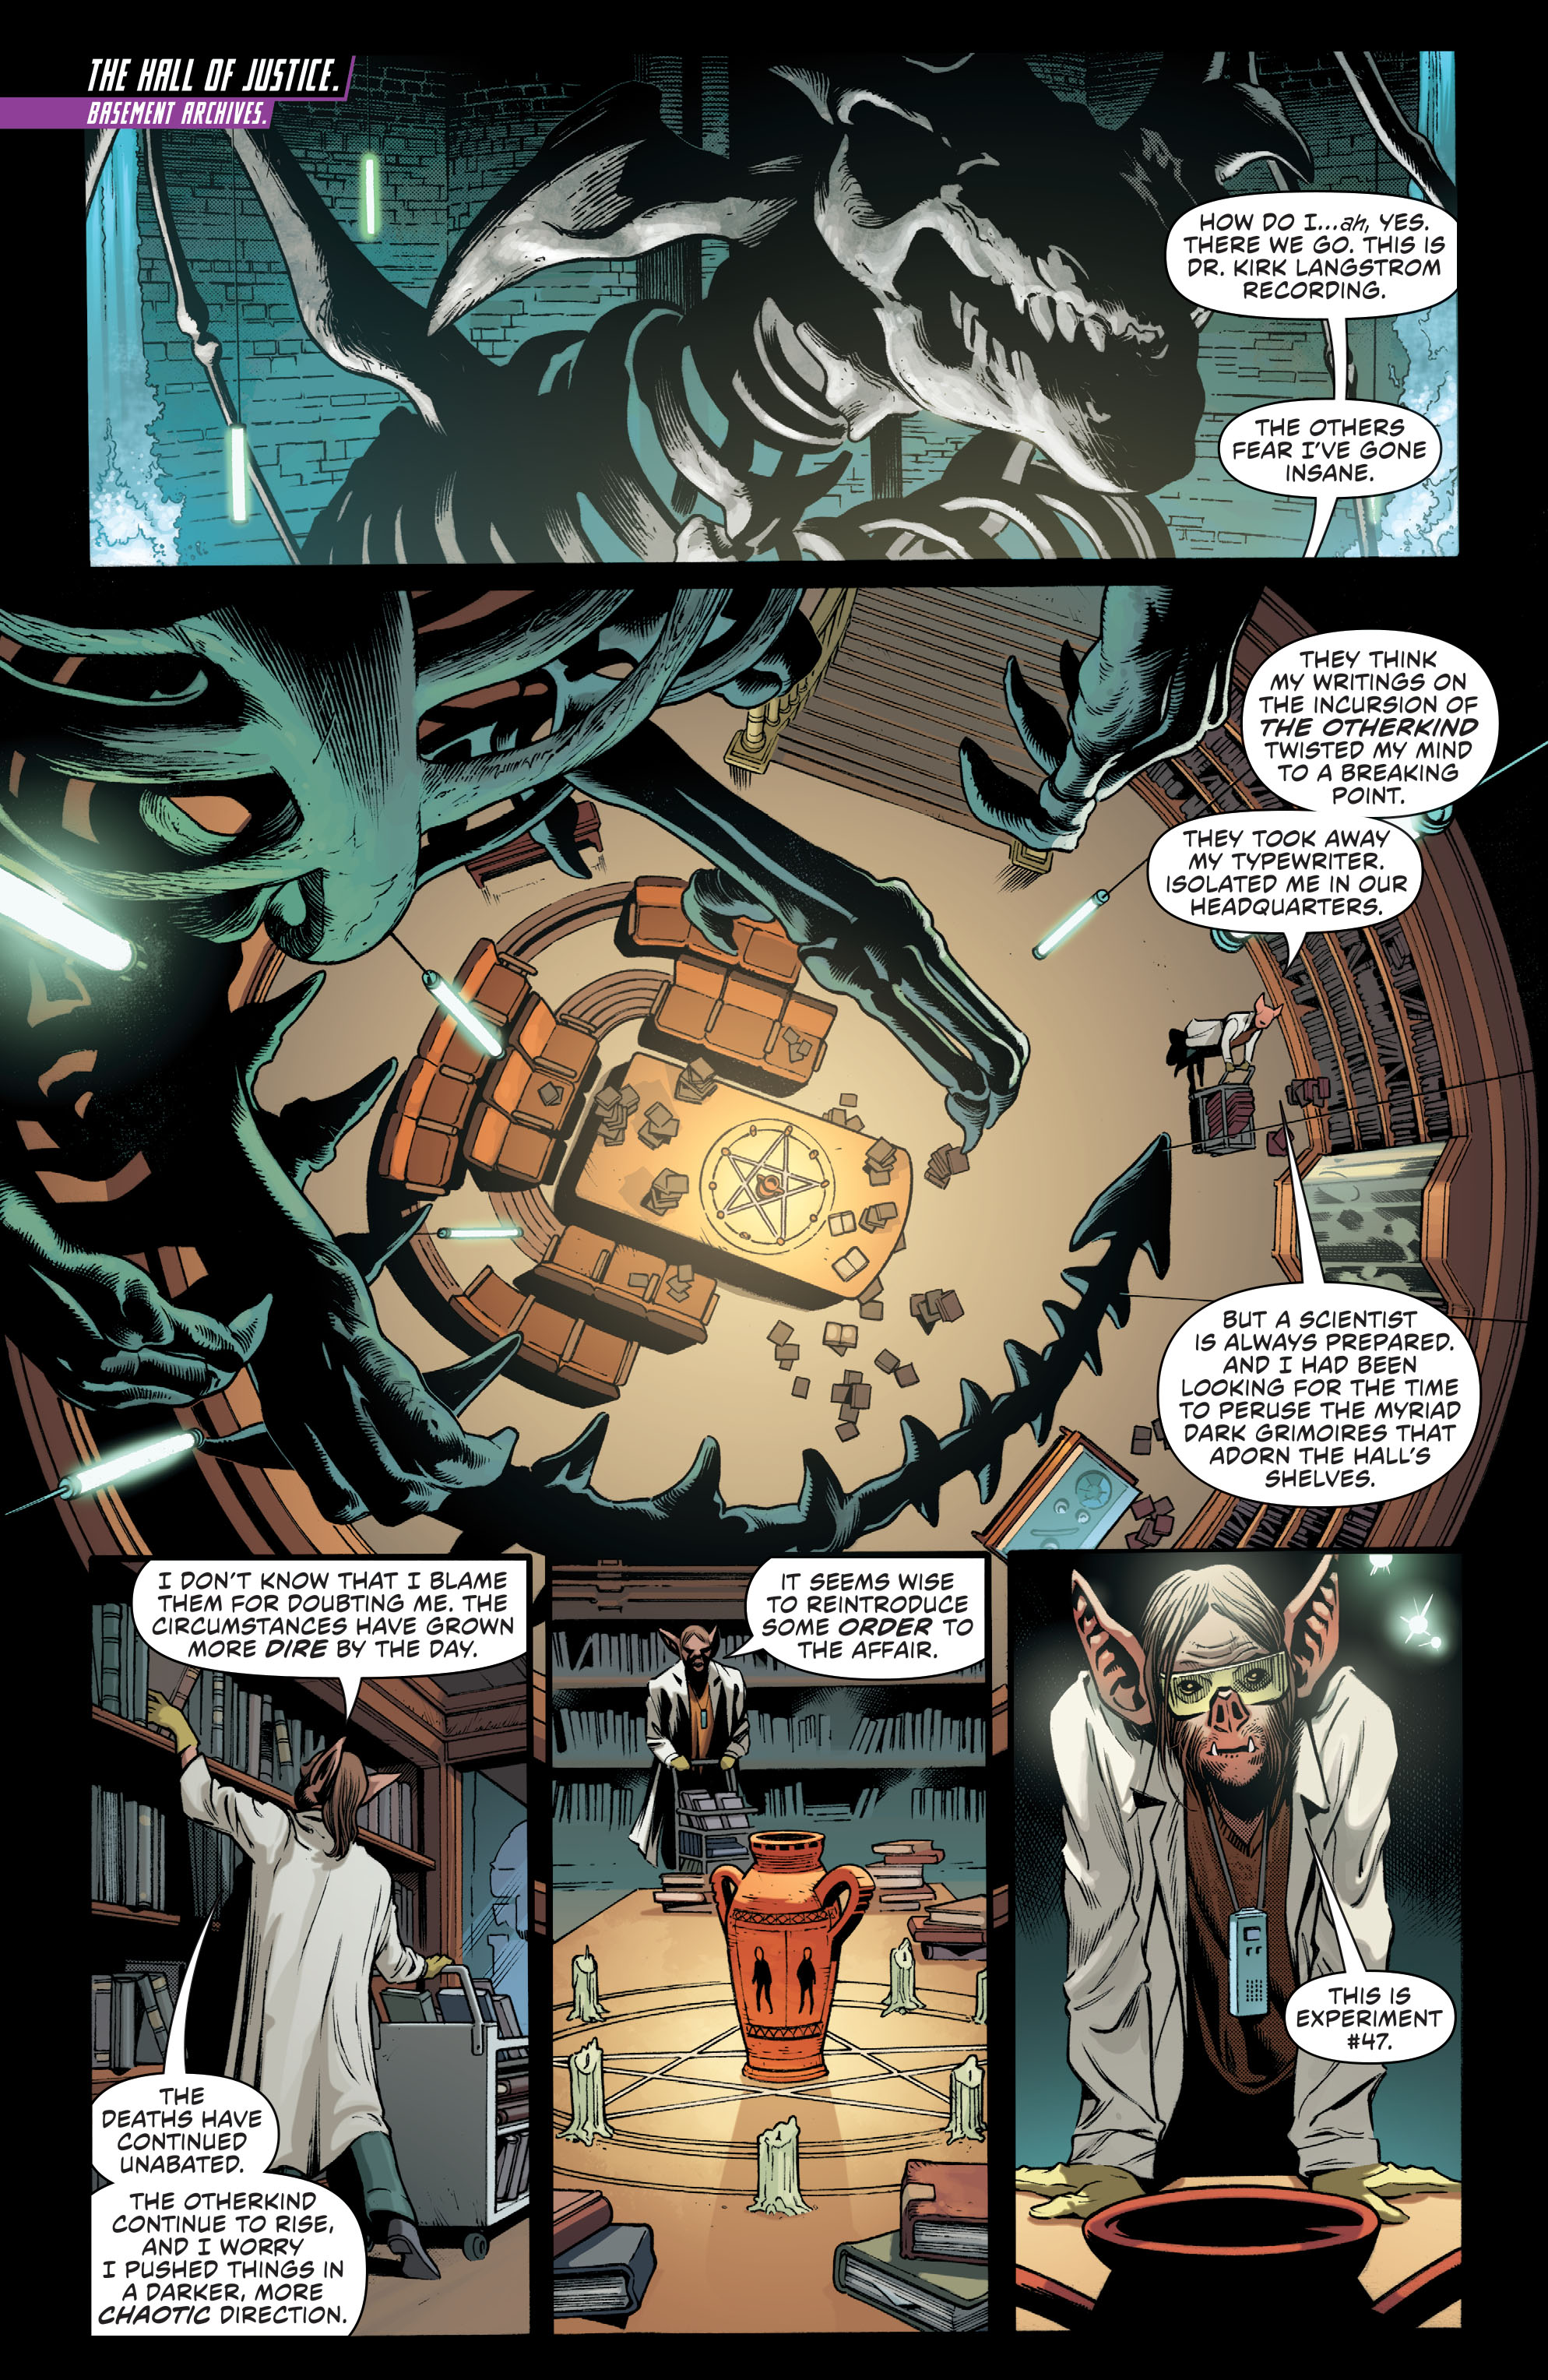 THE HALL OF JUSTICE.
BASEMENT ARCHIVES.
HOW DO I...ah, YES.
THERE WE GO. THIS IS
DR. KIRK LANGSTROM
RECORDING.
THE OTHERS
FEAR I'VE GONE
INSANE.
THEY THINK
MY WRITINGS ON
THE INCURSION OF
THE OTHERKIND
TWISTED MY MIND
TO A BREAKING
POINT.
THEY TOOK AWAY
MY TYPEWRITER.
ISOLATED ME IN OUR
HEADQUARTERS.
BUT A SCIENTIST
IS ALWAYS PREPARED.
AND I HAD BEEN
LOOKING FOR THE TIME
TO PERUSE THE MYRIAD
DARK GRIMOIRES THAT
ADORN THE HALL'S
SHELVES.
I DON'T KNOW THAT I BLAME
THEM FOR DOUBTING ME. THE
CIRCUMSTANCES HAVE GROWN
MORE DIRE BY THE DAY.
THE
DEATHS HAVE
CONTINUED
UNABATED.
THE OTHERKIND
CONTINUE TO RISE,
AND I WORRY
I PUSHED THINGS IN
A DARKER, MORE
CHAOTIC DIRECTION.
IT SEEMS WISE
TO REINTRODUCE
SOME ORDER TO
THE AFFAIR.
THIS IS
EXPERIMENT
#47.